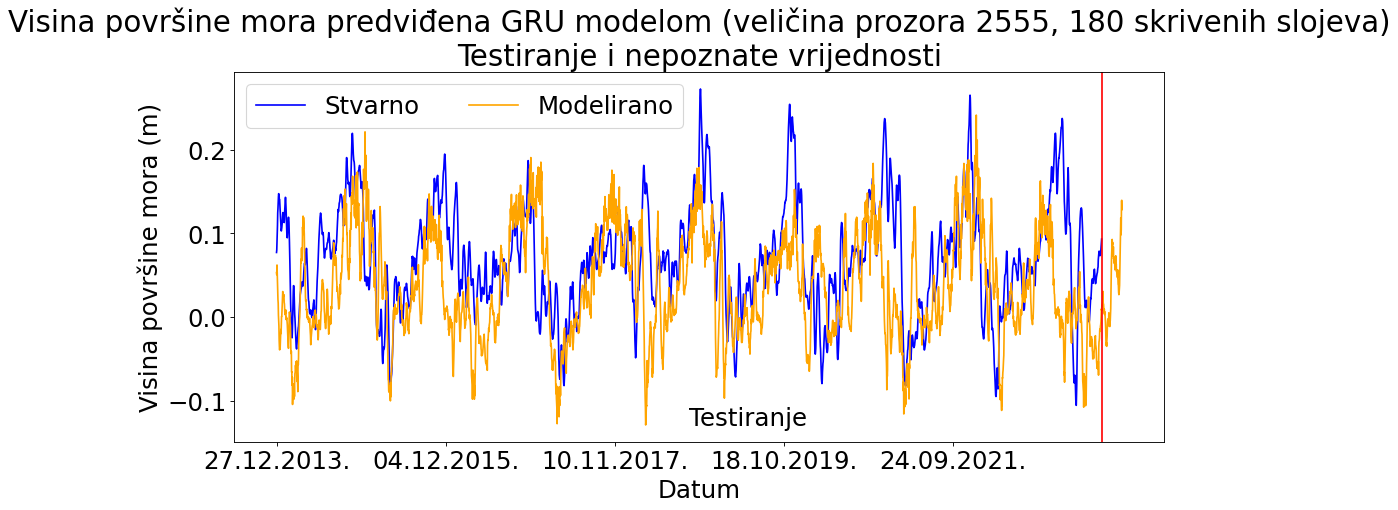 Visina površine mora predviđena GRU modelom (veličina prozora 2555, 180 skrivenih slojeva)
Testiranje i nepoznate vrijednosti
Stvarno
Modelirano
Visina površine mora (m)
0.2
0.1
0.0
−0.1
Testiranje
27.12.2013.
04.12.2015.
10.11.2017.
18.10.2019.
24.09.2021.
Datum